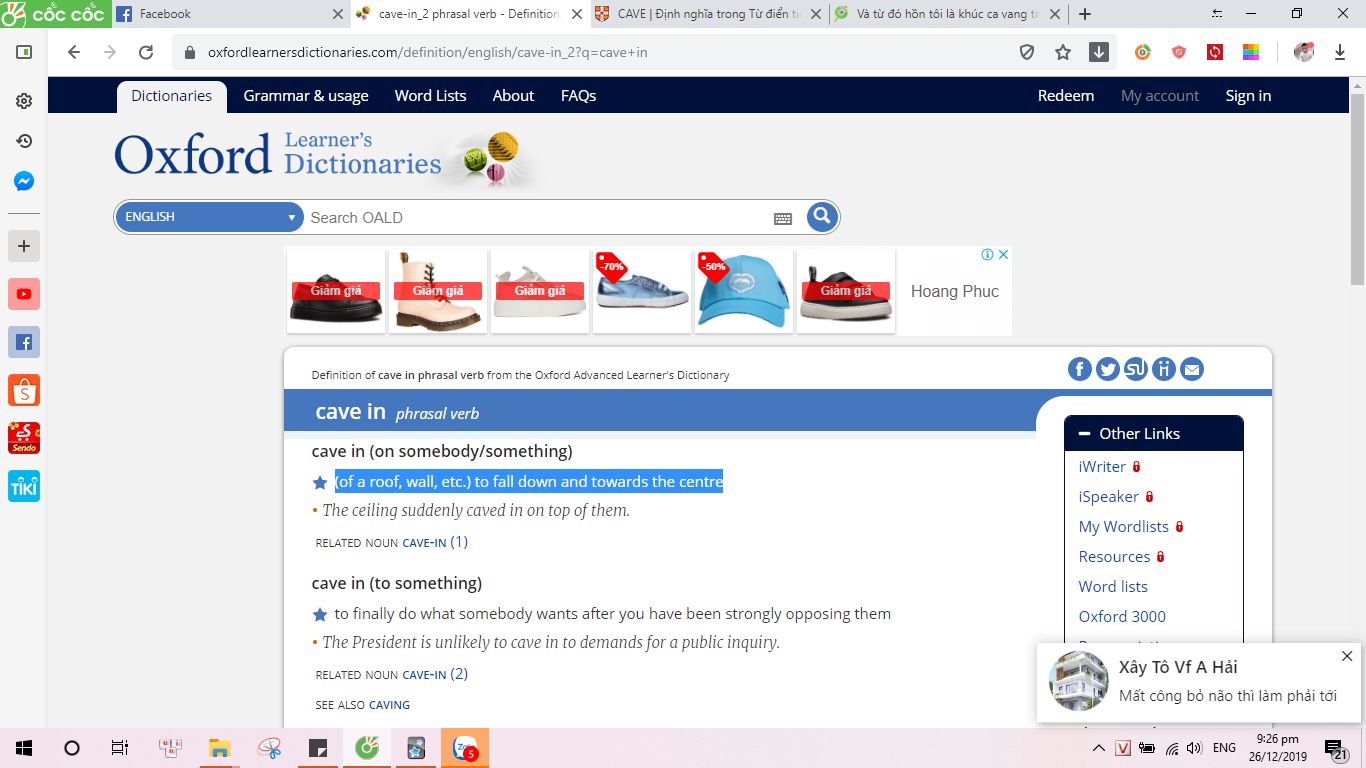 cốc cốc
Facebook
cave-in_2 phrasal verb - Definition
CAVE | Định nghĩa trong Từ điển ti
Và từ đó hồn tôi là khúc ca vang tr
oxfordlearnersdictionaries.com/definition/english/cave-in_2?q=cave+in
Dictionaries
Grammar & usage
Word Lists
About
FAQs
Redeem
My account
Sign in
Oxford Learner's Dictionaries
ENGLISH
Search OALD
Giảm giá
Giảm giá
Giảm giá
-70%
-50%
Giảm giá
Hoang Phuc
Definition of cave in phrasal verb from the Oxford Advanced Learner's Dictionary
cave in phrasal verb
cave in (on somebody/something)
(of a roof, wall, etc.) to fall down and towards the centre
• The ceiling suddenly caved in on top of them.
RELATED NOUN CAVE-IN (1)
cave in (to something)
to finally do what somebody wants after you have been strongly opposing them
• The President is unlikely to cave in to demands for a public inquiry.
RELATED NOUN CAVE-IN (2)
SEE ALSO CAVING
Other Links
iWriter
iSpeaker
My Wordlists
Resources
Word lists
Oxford 3000
Xây Tô Vf A Hải
Mất công bỏ não thì làm phải tới
Sendo
TIKI
5
V
ENG
9:26 pm
26/12/2019
21